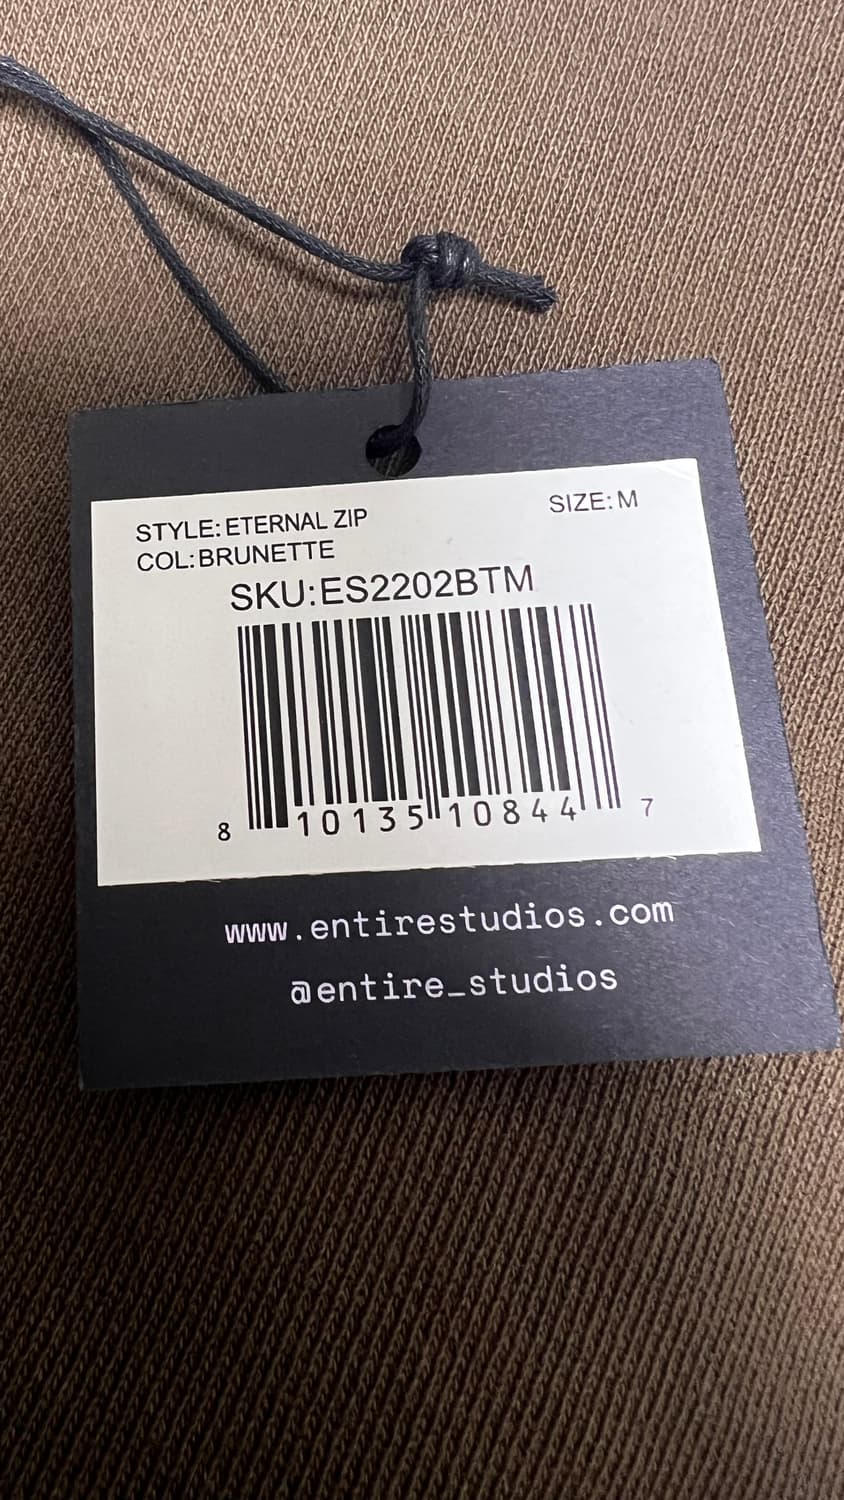 STYLE: ETERNAL ZIP
SIZE: M
COL: BRUNETTE
SKU:ES2202BTM
8 10135 10844 7
www.entirestudios.com
@entire_studios